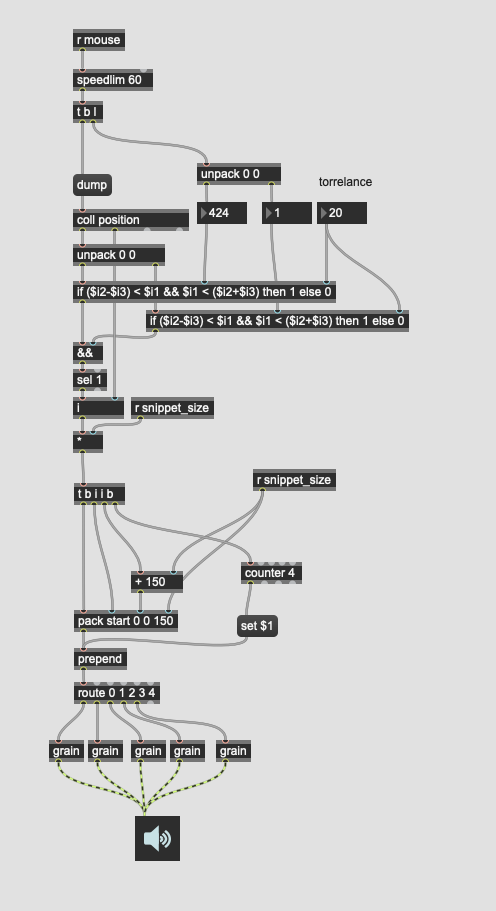 r mouse
speedlim 60
t b l
unpack 0 0
torrelance
dump
424
1
20
coll position
unpack 0 0
if ($i2-$i3) < $i1 && $i1 < ($i2+$i3) then 1 else 0
if ($i2-$i3) < $i1 && $i1 < ($i2+$i3) then 1 else 0
&&
sel 1
i
r snippet_size
*
r snippet_size
t b i i b
+ 150
counter 4
pack start 0 0 150
set $1
prepend
route 0 1 2 3 4
grain
grain
grain
grain
grain